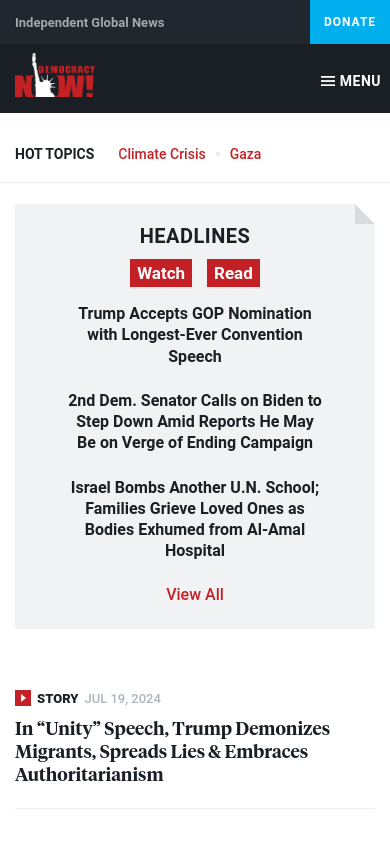 Independent Global News
DONATE
DEMOCRACY
NOW!
MENU
HOT TOPICS
Climate Crisis
Gaza
HEADLINES
Watch
Read
Trump Accepts GOP Nomination
with Longest-Ever Convention
Speech
2nd Dem. Senator Calls on Biden to
Step Down Amid Reports He May
Be on Verge of Ending Campaign
Israel Bombs Another U.N. School;
Families Grieve Loved Ones as
Bodies Exhumed from Al-Amal
Hospital
View All
STORY JUL 19, 2024
In “Unity” Speech, Trump Demonizes
Migrants, Spreads Lies & Embraces
Authoritarianism